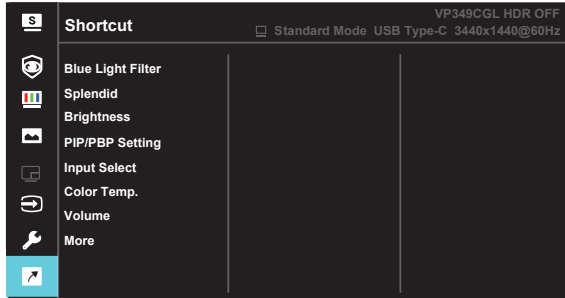 S
Shortcut
VP349CGL HDR OFF
Standard Mode USB Type-C 3440x1440@60Hz
Blue Light Filter
Splendid
Brightness
PIP/PBP Setting
Input Select
Color Temp.
Volume
More